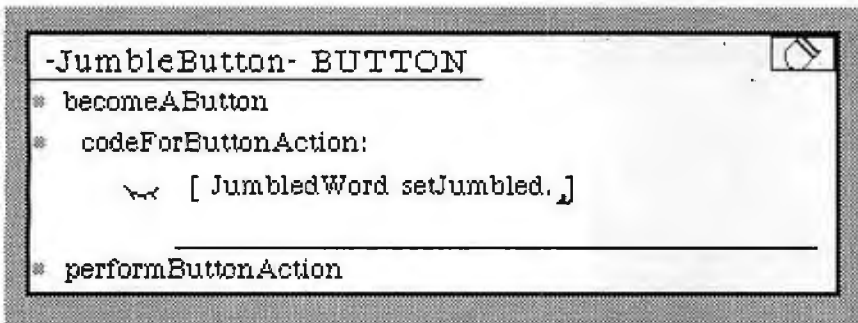 -JumbleButton- BUTTON
becomeAButton
codeForButtonAction:
[ JumbledWord setJumbled. ]
performButtonAction